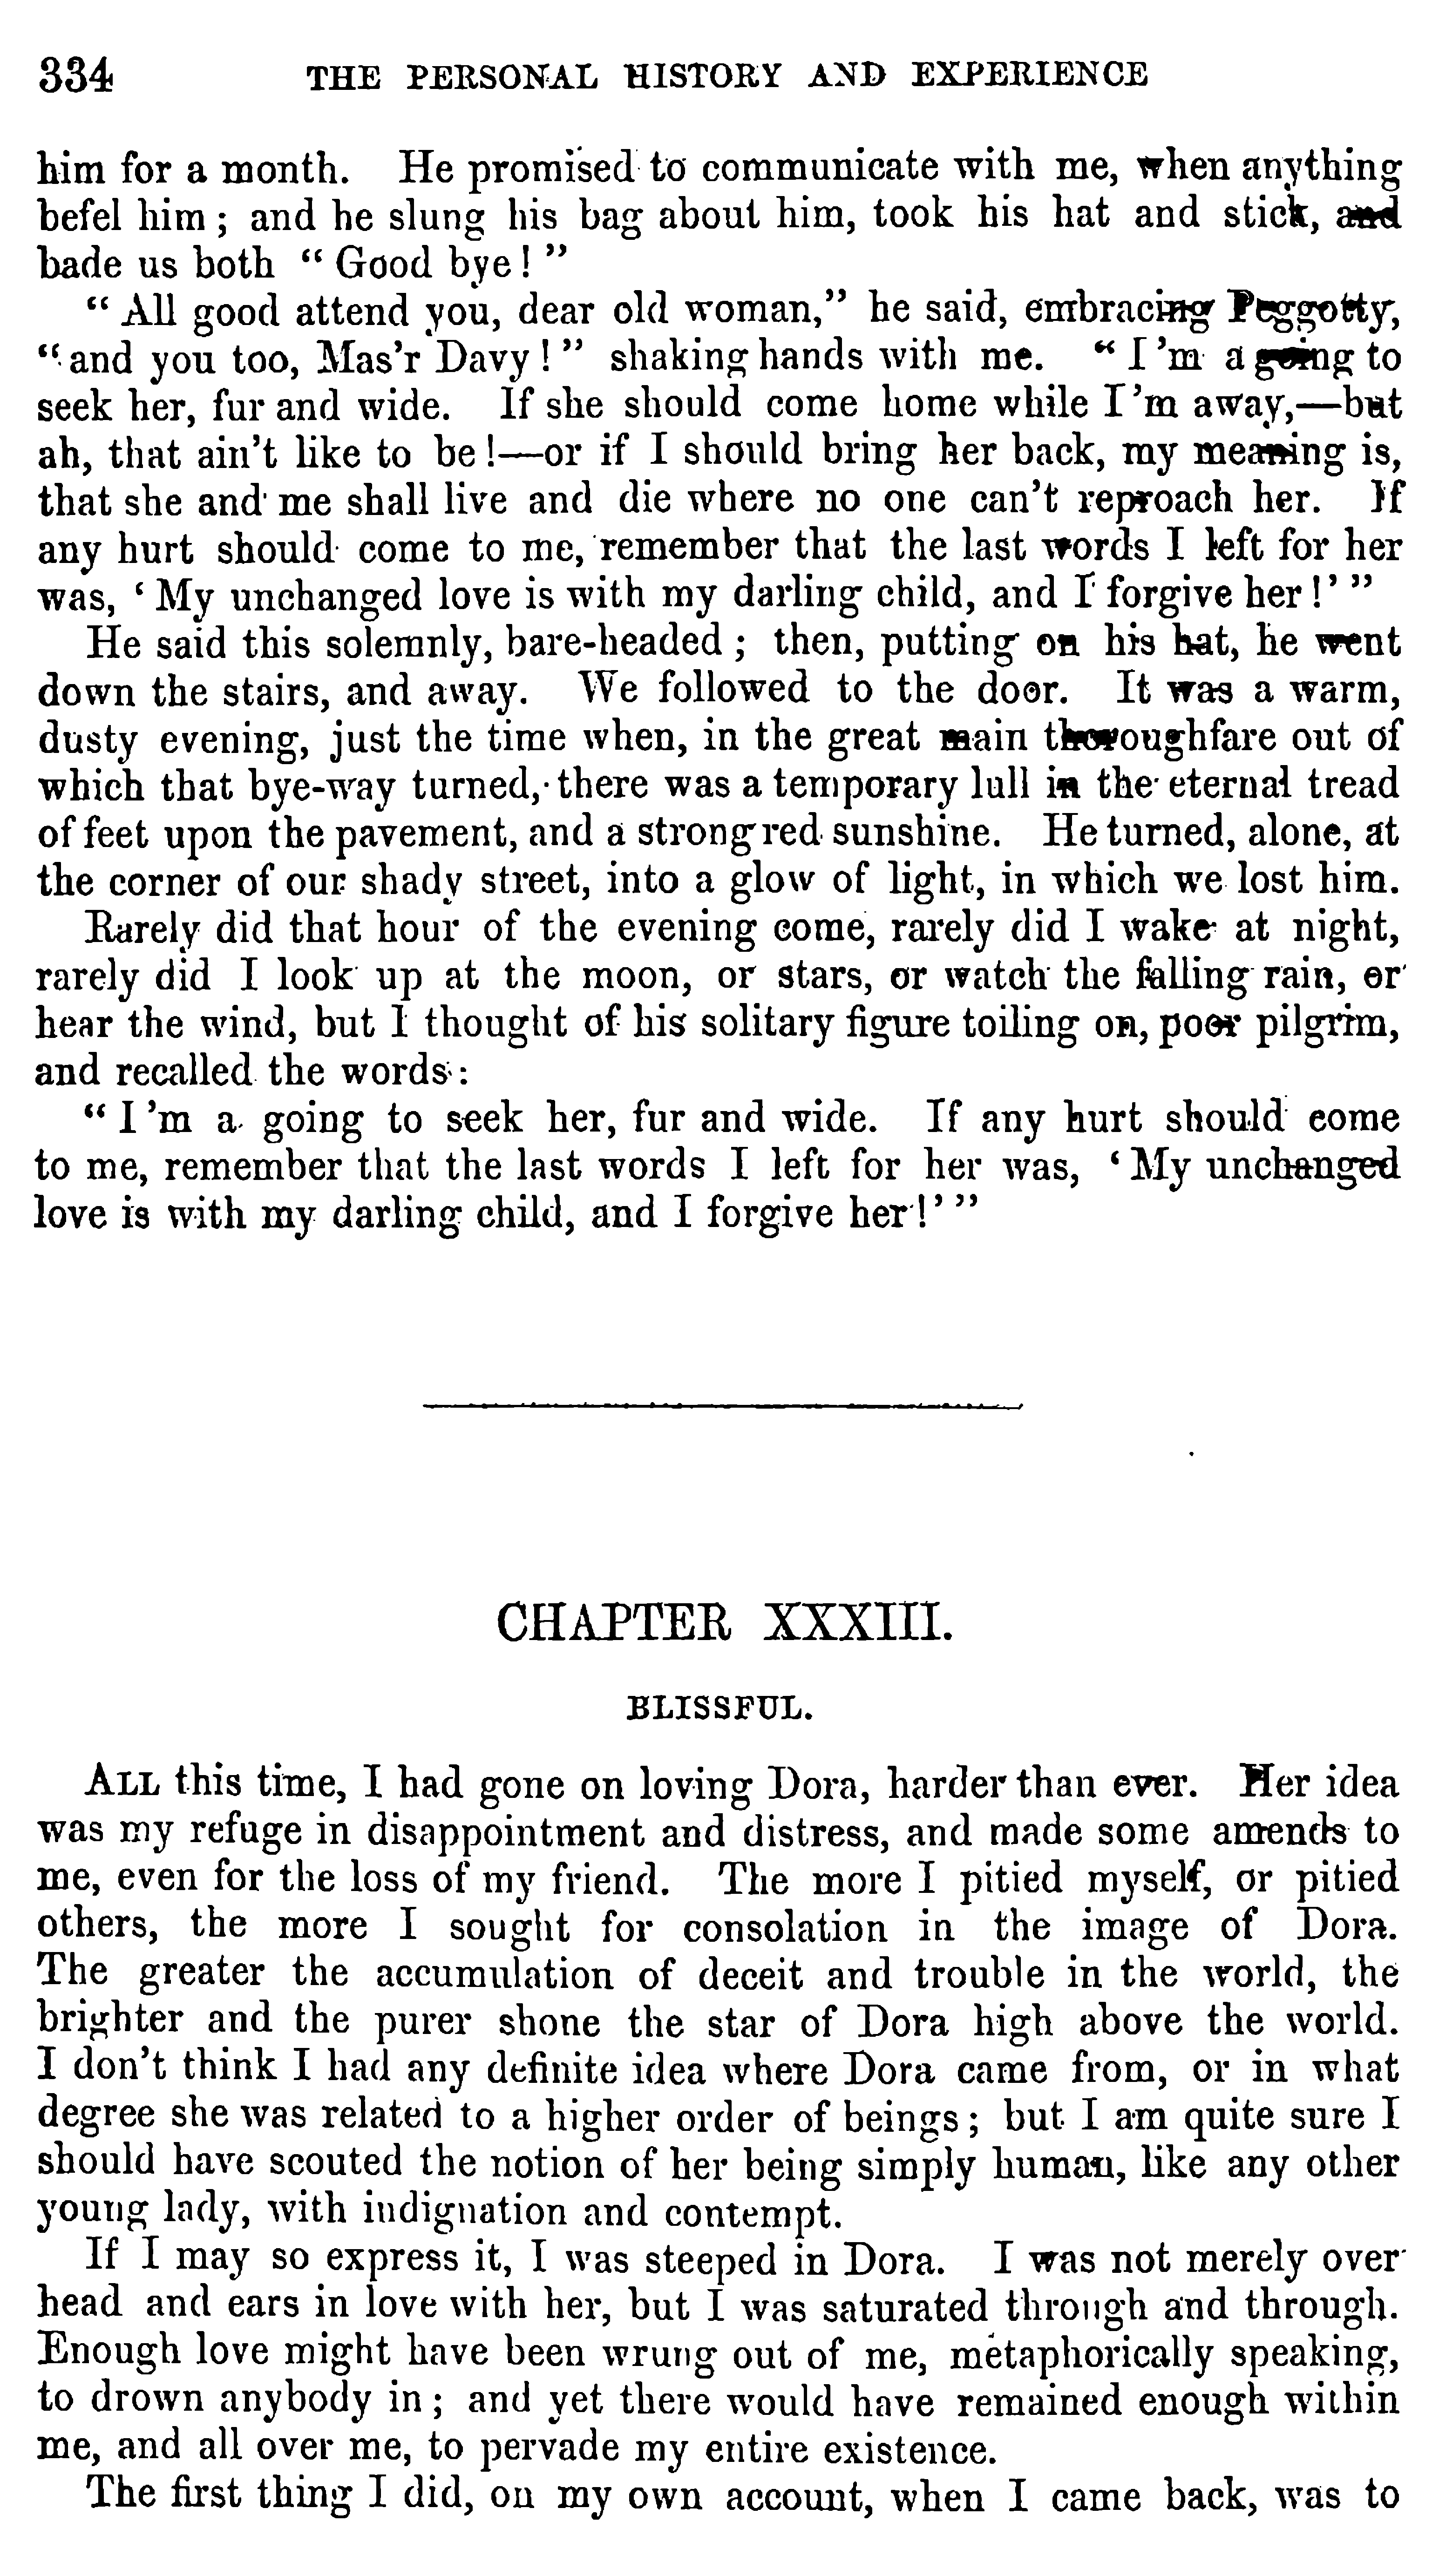 334 THE PERSONAL HISTORY AND EXPERIENCE
him for a month. He promised to communicate with me, when anything
befel him; and he slung his bag about him, took his hat and stick, and
bade us both “Good bye!”
“All good attend you, dear old woman,” he said, embracing Peggotty,
“and you too, Mas'r Davy!” shaking hands with me. “I'm a going to
seek her, fur and wide. If she should come home while I'm away,—but
ah, that ain't like to be!—or if I should bring her back, my meaning is,
that she and me shall live and die where no one can't reproach her. If
any hurt should come to me, remember that the last words I left for her
was, ‘My unchanged love is with my darling child, and I forgive her!’”
He said this solemnly, bare-headed; then, putting on his hat, he went
down the stairs, and away. We followed to the door. It was a warm,
dusty evening, just the time when, in the great main thoroughfare out of
which that bye-way turned, there was a temporary lull in the eternal tread
of feet upon the pavement, and a strong red sunshine. He turned, alone, at
the corner of our shady street, into a glow of light, in which we lost him.
Rarely did that hour of the evening come, rarely did I wake at night,
rarely did I look up at the moon, or stars, or watch the falling rain, or
hear the wind, but I thought of his solitary figure toiling on, poor pilgrim,
and recalled the words:
“I'm a going to seek her, fur and wide. If any hurt should come
to me, remember that the last words I left for her was, ‘My unchanged
love is with my darling child, and I forgive her!’”
CHAPTER XXXIII.
BLISSFUL.
ALL this time, I had gone on loving Dora, harder than ever. Her idea
was my refuge in disappointment and distress, and made some amends to
me, even for the loss of my friend. The more I pitied myself, or pitied
others, the more I sought for consolation in the image of Dora.
The greater the accumulation of deceit and trouble in the world, the
brighter and the purer shone the star of Dora high above the world.
I don't think I had any definite idea where Dora came from, or in what
degree she was related to a higher order of beings; but I am quite sure I
should have scouted the notion of her being simply human, like any other
young lady, with indignation and contempt.
If I may so express it, I was steeped in Dora. I was not merely over
head and ears in love with her, but I was saturated through and through.
Enough love might have been wrung out of me, metaphorically speaking,
to drown anybody in; and yet there would have remained enough within
me, and all over me, to pervade my entire existence.
The first thing I did, on my own account, when I came back, was to